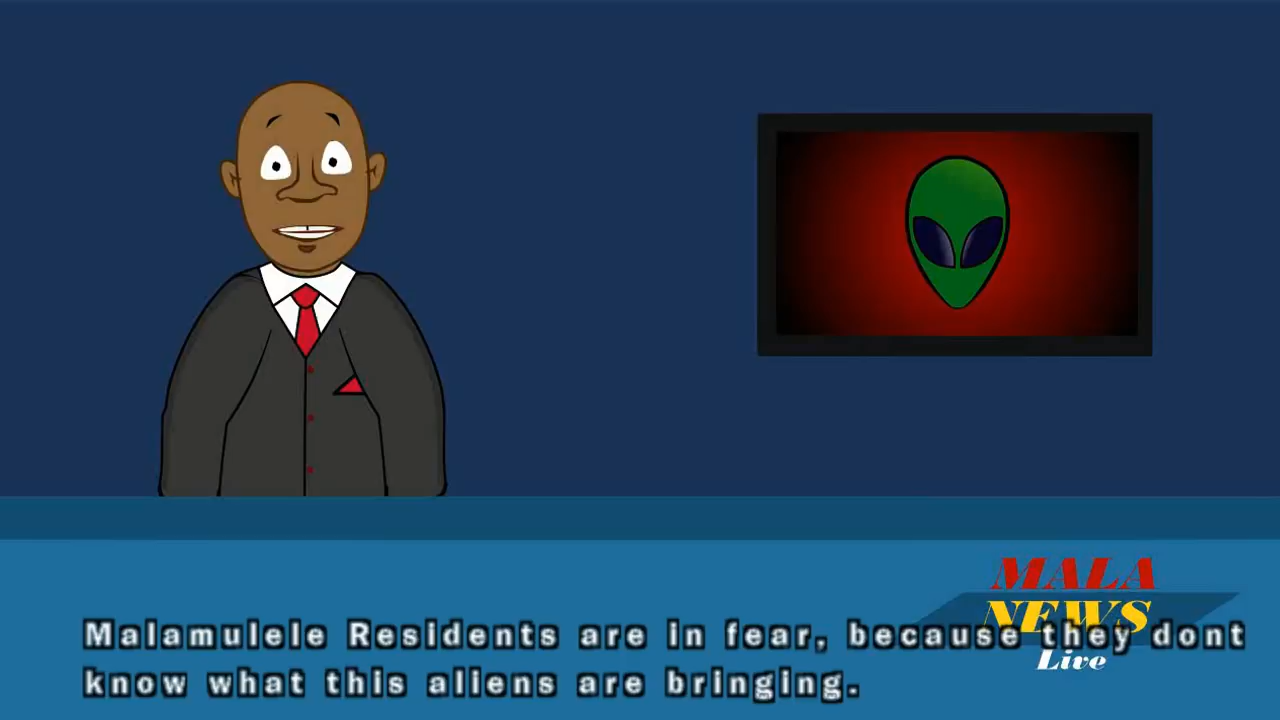 MALA
NEWS
Live
Malamulele Residents are in fear, because they dont
know what this aliens are bringing.